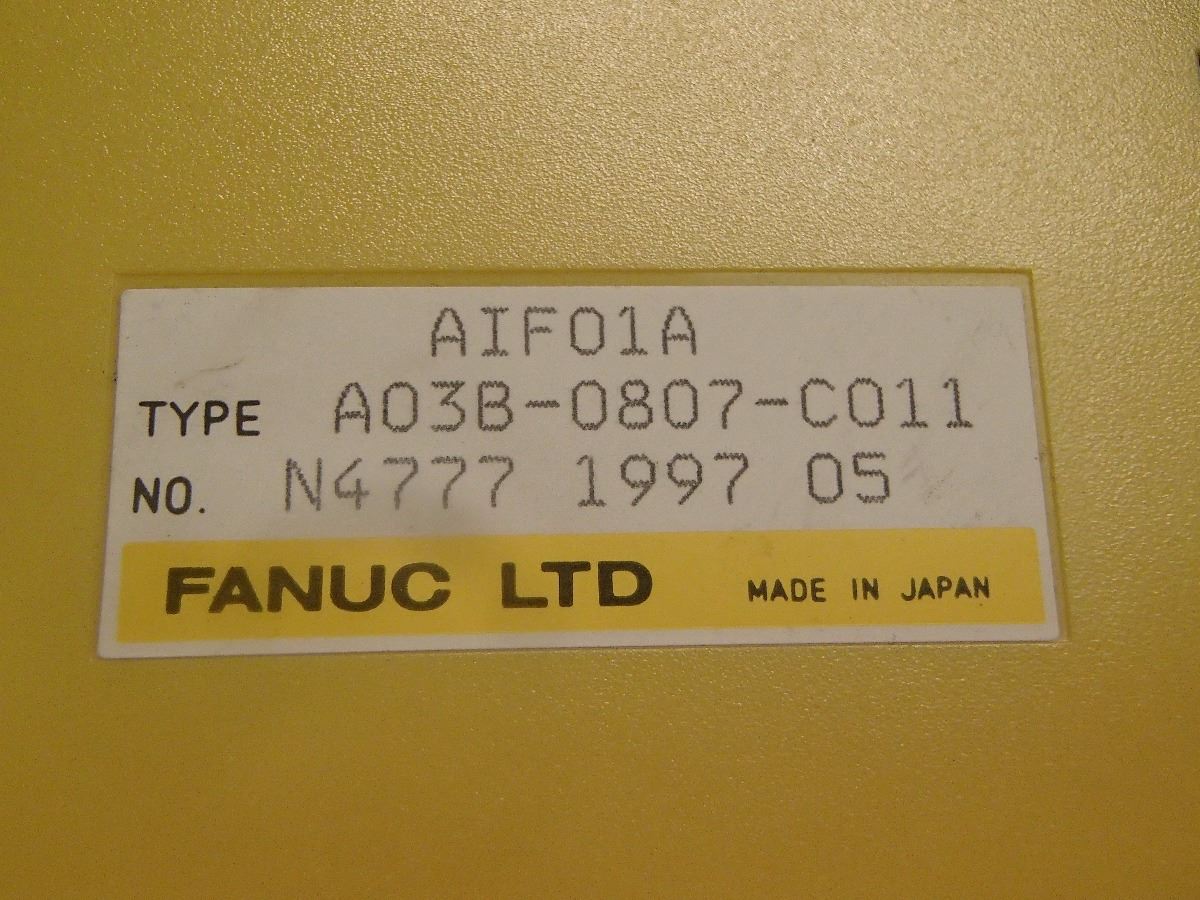 AIF01A
TYPE A03B-0807-C011
NO. N4777 1997 05
FANUC LTD MADE IN JAPAN